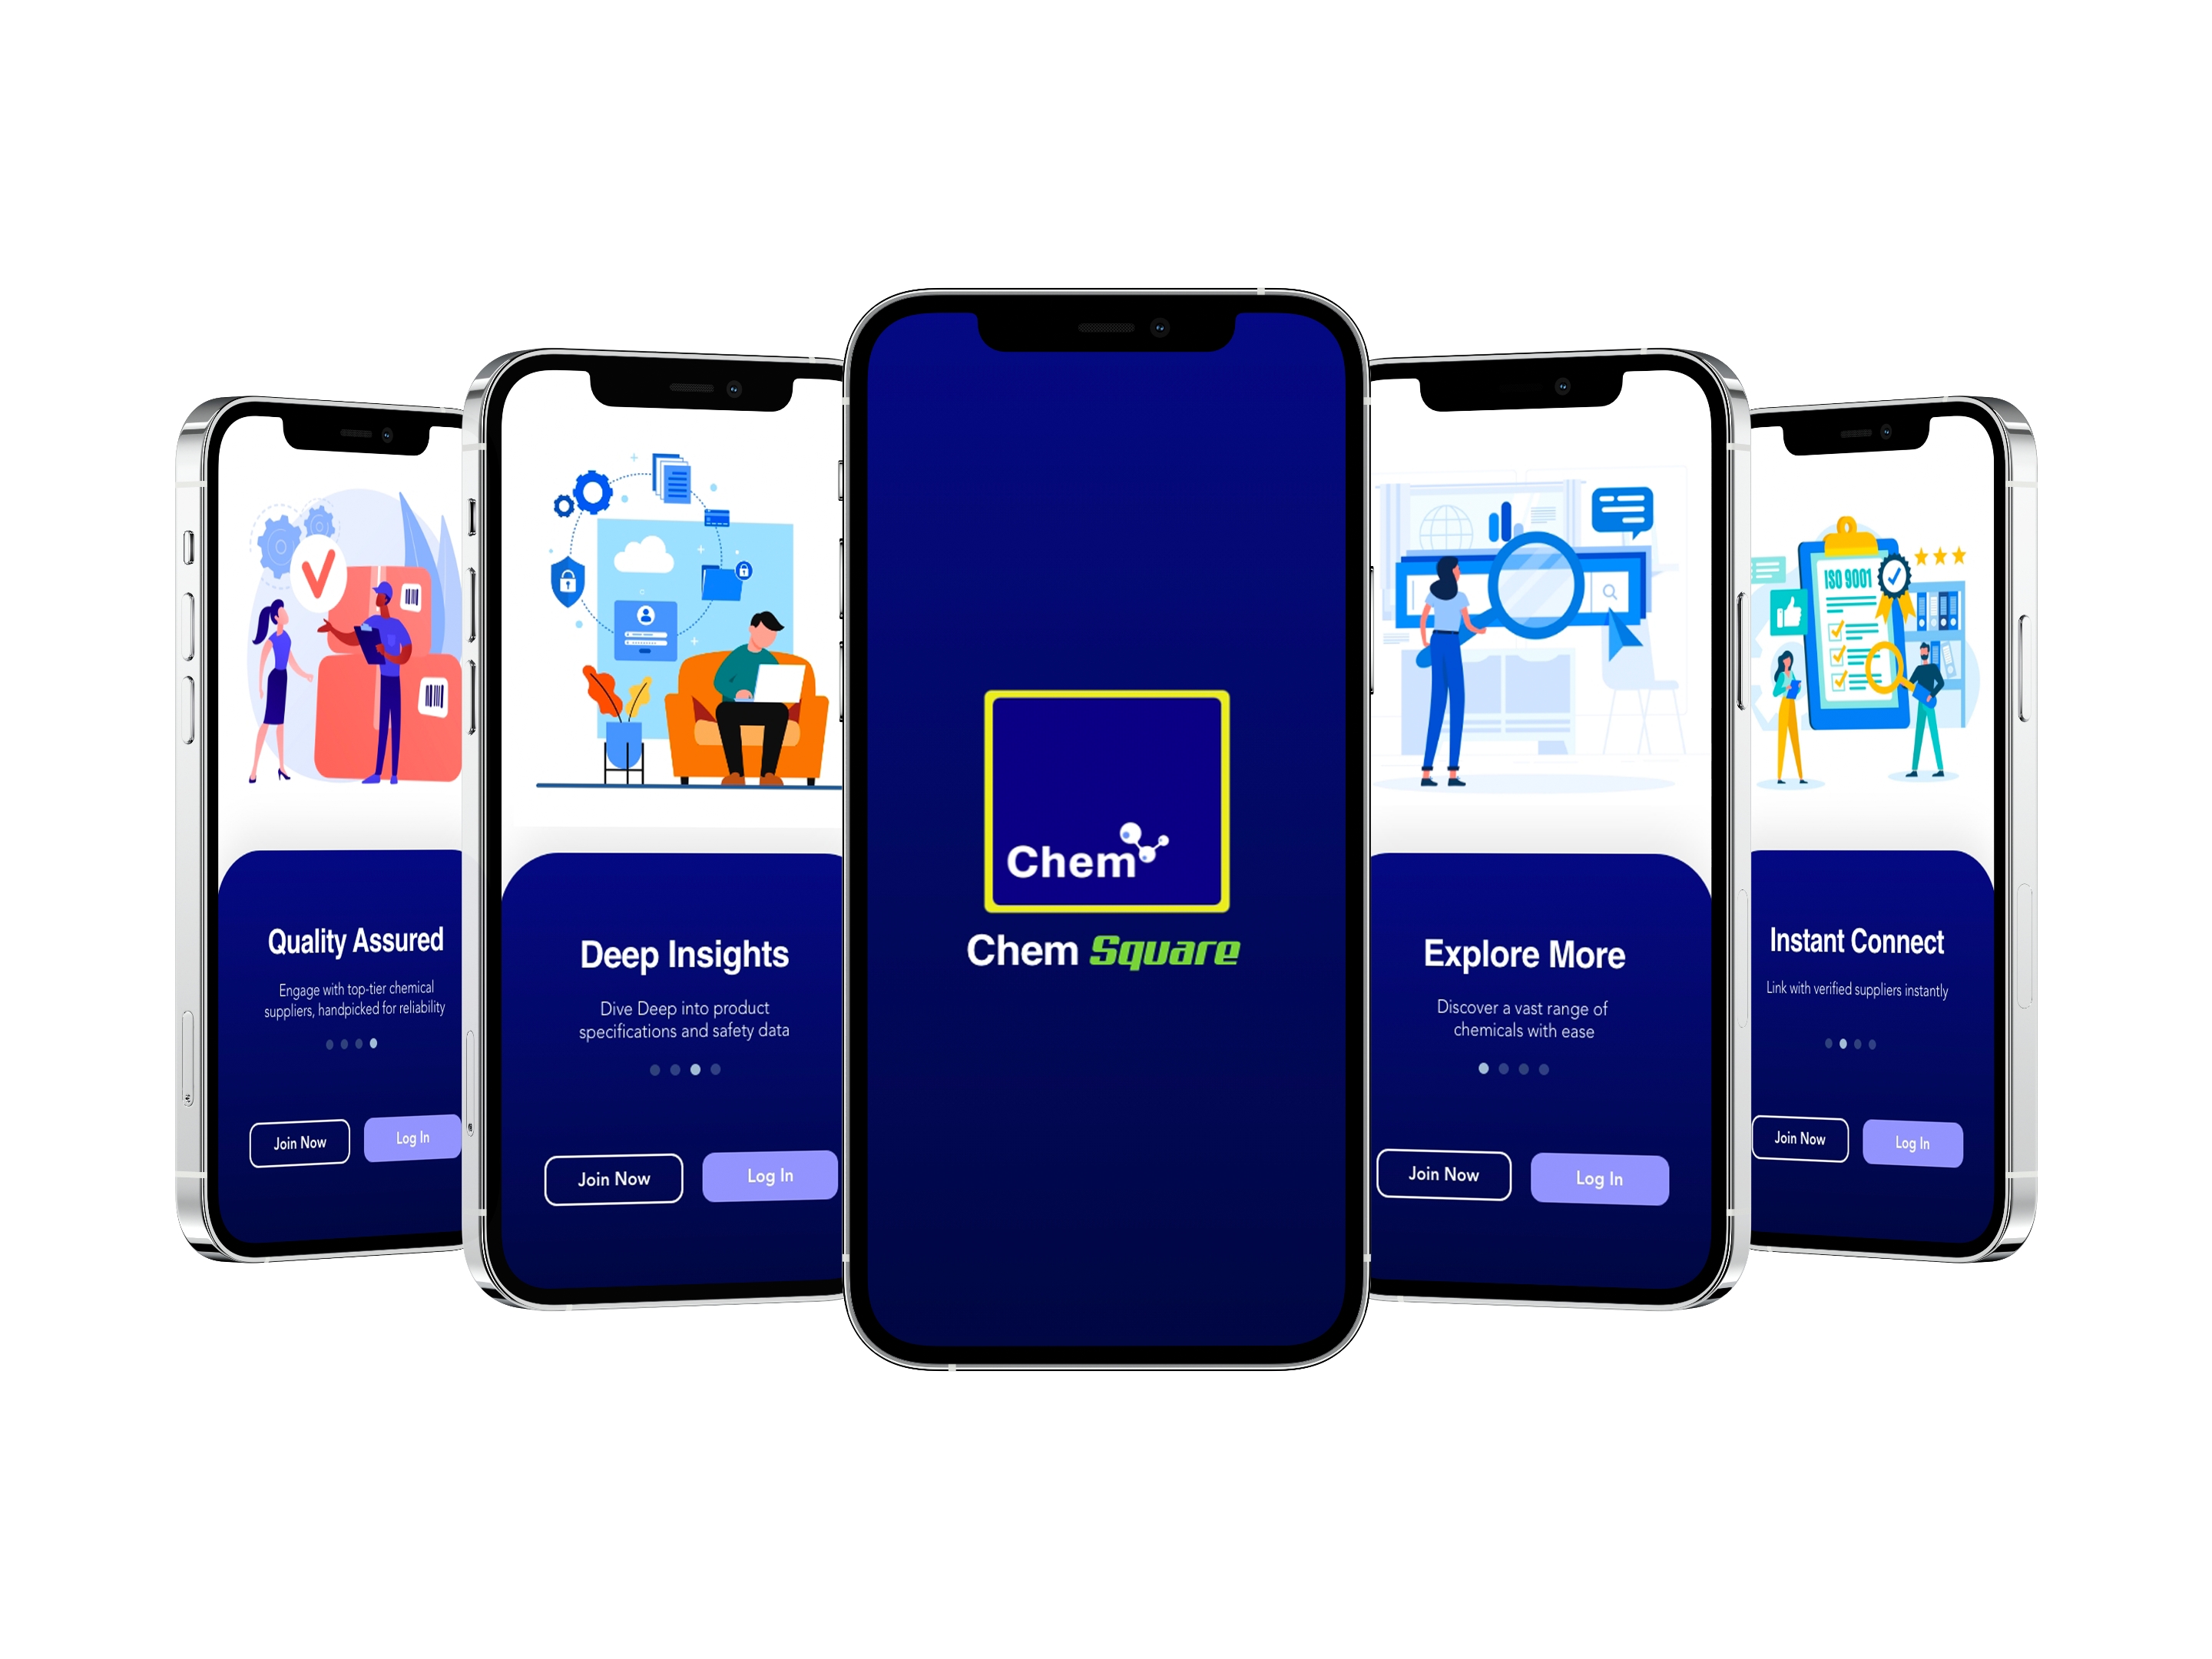 Quality Assured
Engage with top-tier chemical
suppliers, handpicked for reliability
Join Now
Log In
Deep Insights
Dive Deep into product
specifications and safety data
Join Now
Log In
Chem
Chem Square
Explore More
Discover a vast range of
chemicals with ease
Join Now
Log In
ISO 9001
Instant Connect
Link with verified suppliers instantly
Join Now
Log In